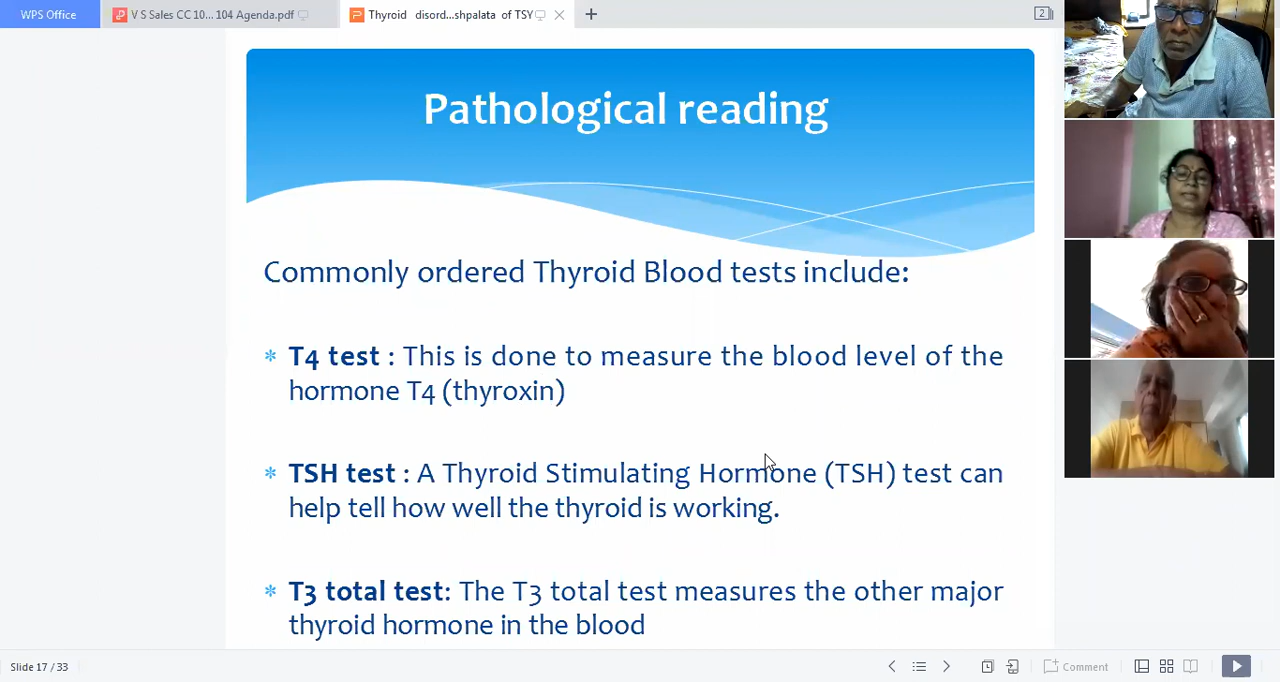 WPS Office
V S Sales CC 10... 104 Agenda.pdf
Thyroid disord...shpalata of TSY
2
Pathological reading
Commonly ordered Thyroid Blood tests include:
* T4 test : This is done to measure the blood level of the
hormone T4 (thyroxin)
* TSH test : A Thyroid Stimulating Hormone (TSH) test can
help tell how well the thyroid is working.
* T3 total test: The T3 total test measures the other major
thyroid hormone in the blood
Slide 17 / 33
Comment